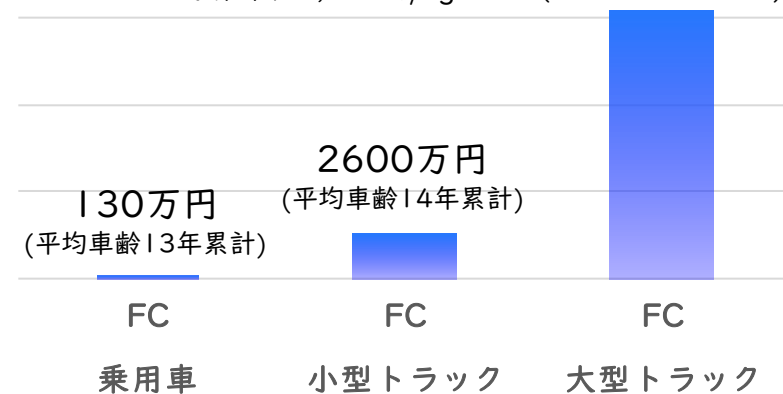 2600万円
(平均車齢14年累計)
130万円
(平均車齢13年累計)
FC FC FC
乗用車 小型トラック 大型トラック